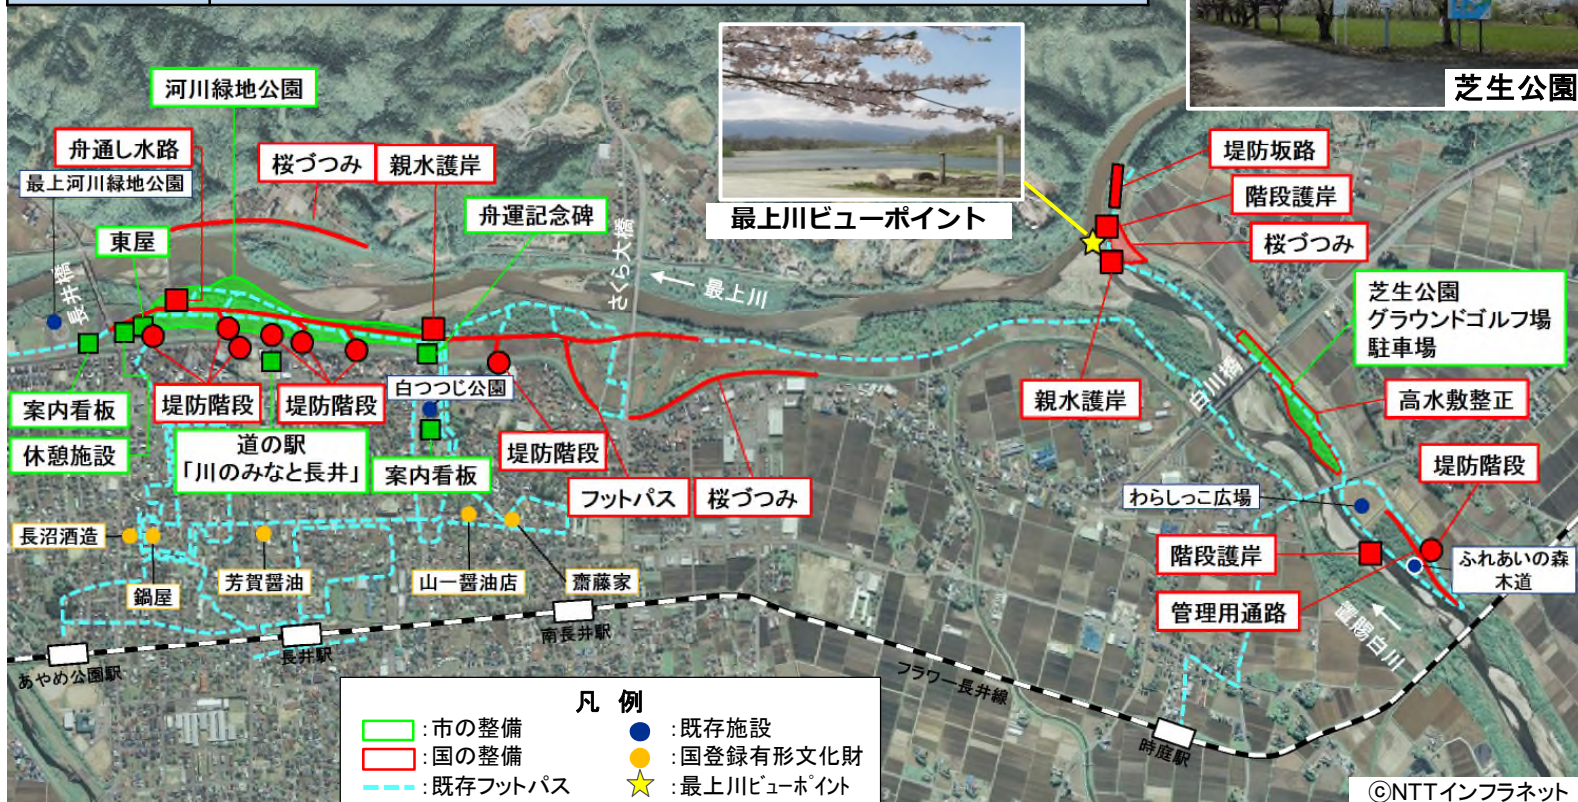 芝生公園
河川緑地公園
舟通し水路
最上河川緑地公園
桜づつみ
親水護岸
舟運記念碑
東屋
長井橋
さくら大橋
最上川
最上川ビューポイント
堤防坂路
階段護岸
桜づつみ
芝生公園
グラウンドゴルフ場
駐車場
親水護岸
白川橋
高水敷整正
案内看板
休憩施設
堤防階段
堤防階段
道の駅
「川のみなと長井」
白つつじ公園
案内看板
堤防階段
フットパス
桜づつみ
堤防階段
わらしっこ広場
階段護岸
管理用通路
ふれあいの森
木道
置賜白川
長沼酒造
鍋屋
芳賀醤油
山一醤油店
齋藤家
あやめ公園駅
長井駅
南長井駅
フラワー長井線
時庭駅
凡 例
:市の整備
:国の整備
:既存フットパス
:既存施設
:国登録有形文化財
:最上川ビューポイント
©NTTインフラネット